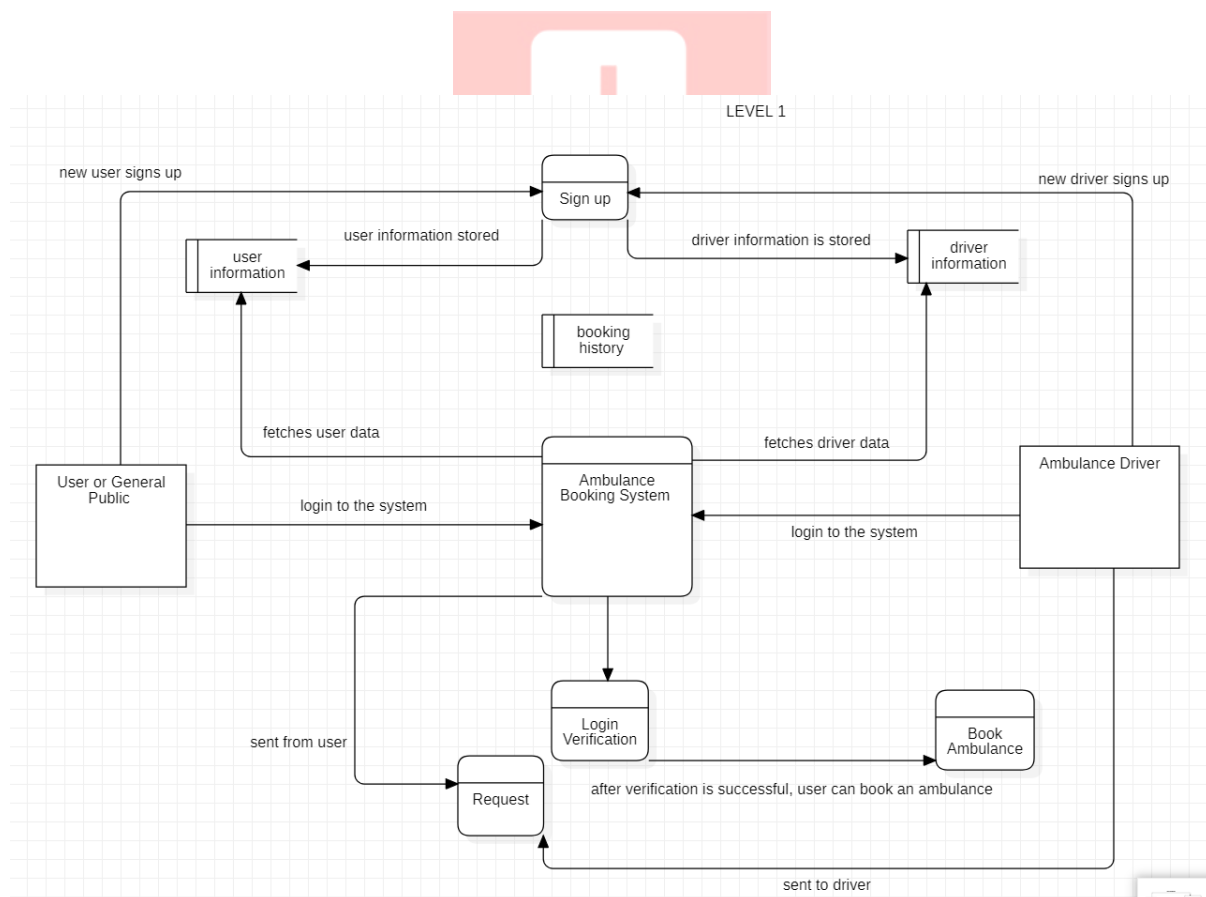 LEVEL 1
new user signs up
Sign up
new driver signs up
user information stored
driver information is stored
user
information
driver
information
booking
history
fetches user data
fetches driver data
User or General
Public
login to the system
Ambulance
Booking System
login to the system
Ambulance Driver
sent from user
Login
Verification
Book
Ambulance
Request
after verification is successful, user can book an ambulance
sent to driver